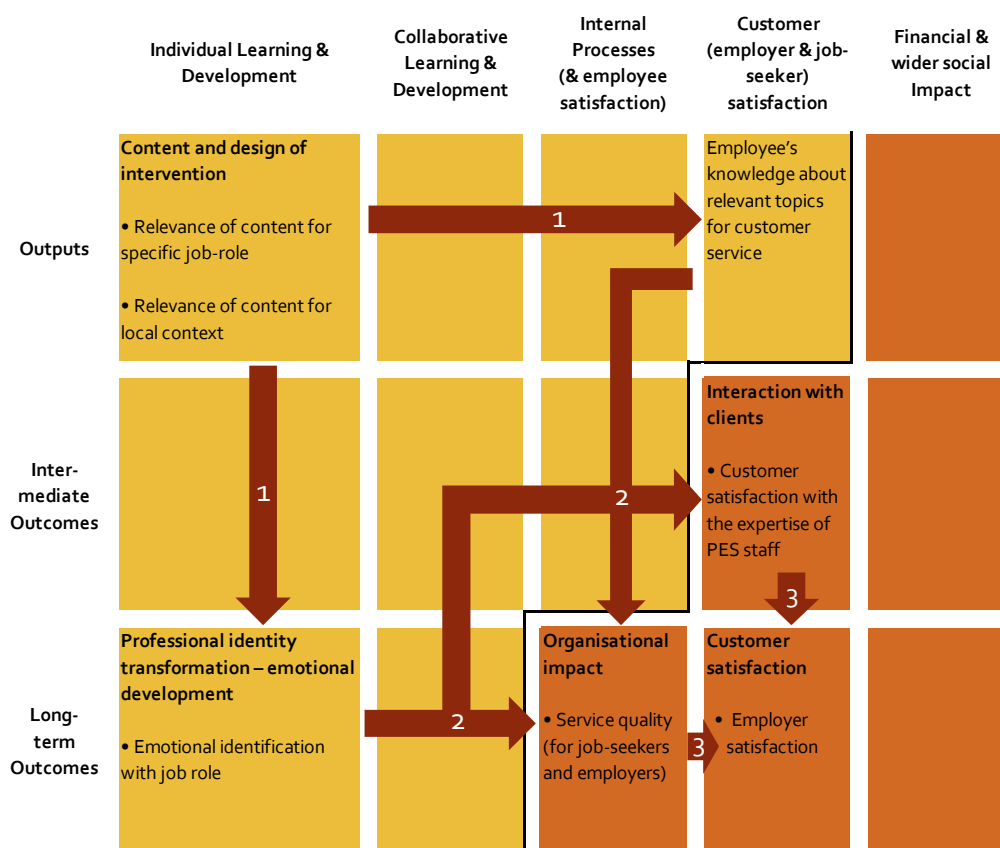 Individual Learning &
Development
Collaborative
Learning &
Development
Internal
Processes
(& employee
satisfaction)
Customer
(employer & job-
seeker)
satisfaction
Financial &
wider social
Impact
Outputs
Content and design of
intervention
• Relevance of content for
specific job-role
• Relevance of content for
local context
1
Employee’s
knowledge about
relevant topics
for customer
service
Inter-
mediate
Outcomes
1
2
Interaction with
clients
• Customer
satisfaction with
the expertise of
PES staff
3
Long-
term
Outcomes
Professional identity
transformation – emotional
development
• Emotional identification
with job role
2
Organisational
impact
• Service quality
(for job-seekers
and employers)
3
Customer
satisfaction
• Employer
satisfaction